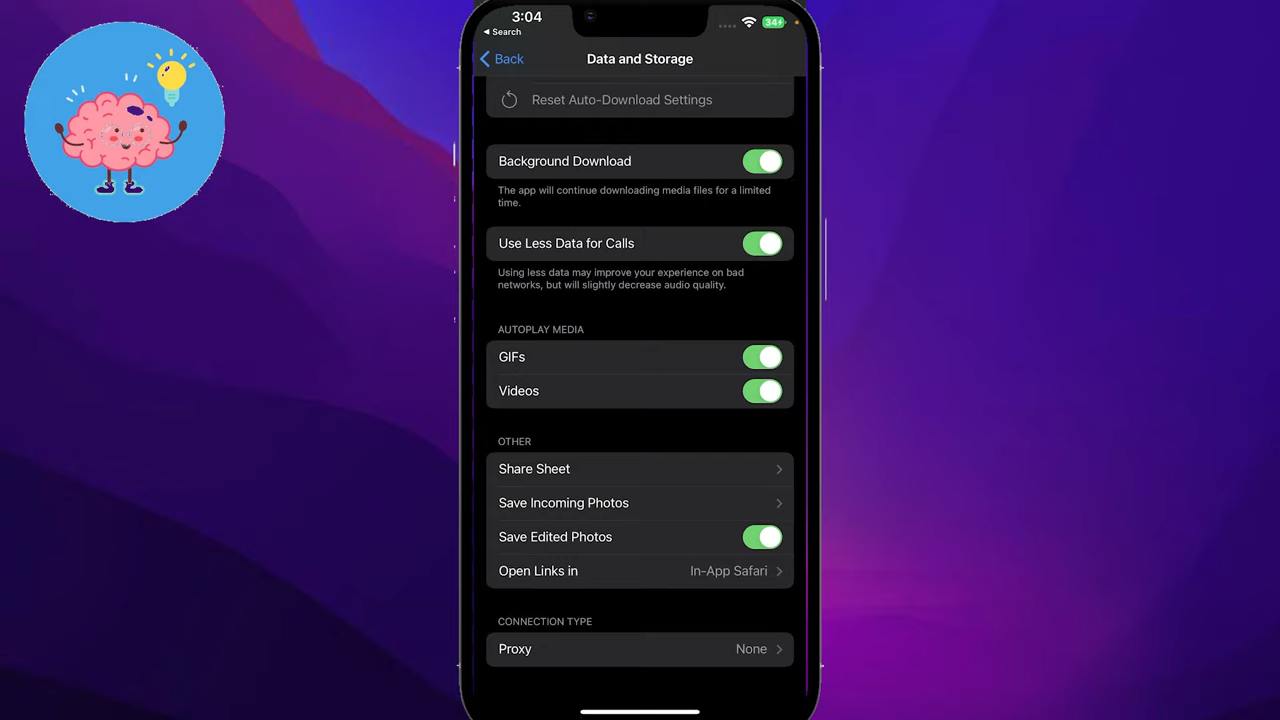 3:04
34
Search
Back
Data and Storage
Reset Auto-Download Settings
Background Download
The app will continue downloading media files for a limited
time.
Use Less Data for Calls
Using less data may improve your experience on bad
networks, but will slightly decrease audio quality.
AUTOPLAY MEDIA
GIFs
Videos
OTHER
Share Sheet
Save Incoming Photos
Save Edited Photos
Open Links in In-App Safari
CONNECTION TYPE
Proxy None